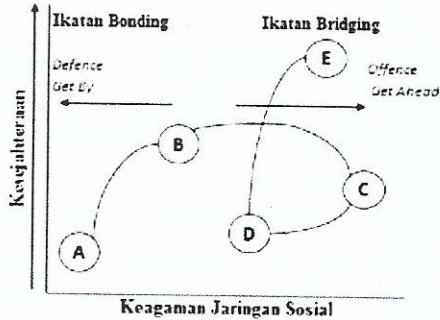 Ikatan Bonding
Ikatan Bridging
Defence
Get By
Offence
Get Ahead
E
B
C
A
D
Kesejahteraan
Keagaman Jaringan Sosial